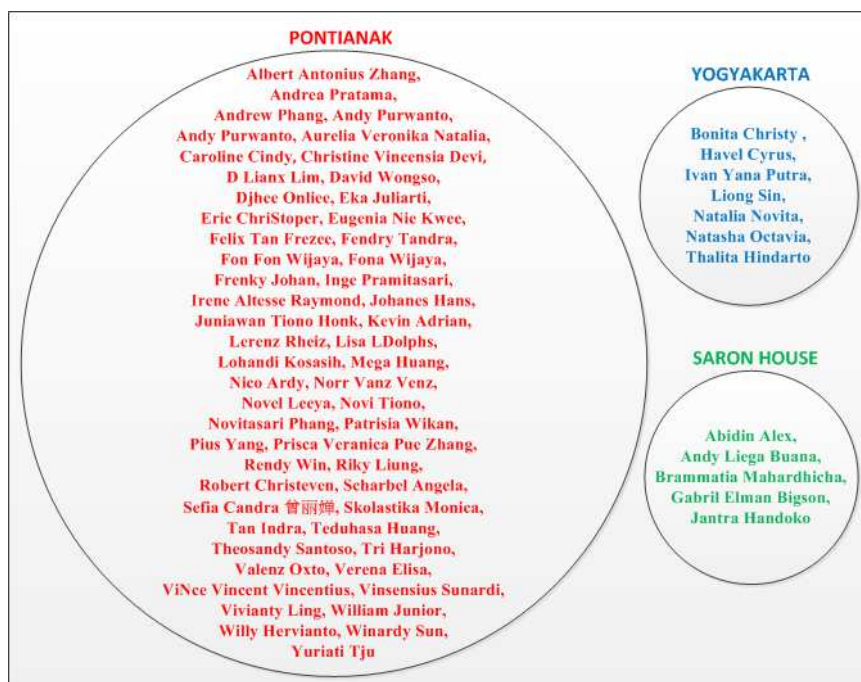 PONTIANAK
Albert Antonius Zhang,
Andrea Pratama,
Andrew Phang, Andy Purwanto,
Andy Purwanto, Aurelia Veronika Natalia,
Caroline Cindy, Christine Vincensia Devi,
D Lianx Lim, David Wongso,
Djhee Onliee, Eka Juliarti,
Eric ChriStoper, Eugenia Nie Kwee,
Felix Tan Frezee, Fendry Tandra,
Fon Fon Wijaya, Fona Wijaya,
Frenky Johan, Inge Pramitasari,
Irene Altesse Raymond, Johanes Hans,
Juniawan Tiono Honk, Kevin Adrian,
Lerenz Rheiz, Lisa LDolphs,
Lohandi Kosasih, Mega Huang,
Nico Ardy, Norr Vanz Venz,
Novel Leeya, Novi Tiono,
Novitasari Phang, Patrisia Wikan,
Pius Yang, Prisca Veranica Pue Zhang,
Rendy Win, Riky Liung,
Robert Christeven, Scharbel Angela,
Sefia Candra 曾丽婵, Skolastika Monica,
Tan Indra, Teduhasa Huang,
Theosandy Santoso, Tri Harjono,
Valenz Oxto, Verena Elisa,
ViNce Vincent Vincentius, Vinsensius Sunardi,
Vivianty Ling, William Junior,
Willy Hervianto, Winardy Sun,
Yuriati Tju
YOGYAKARTA
Bonita Christy ,
Havel Cyrus,
Ivan Yana Putra,
Liong Sin,
Natalia Novita,
Natasha Octavia,
Thalita Hindarto
SARON HOUSE
Abidin Alex,
Andy Liega Buana,
Brammatia Mahardhicha,
Gabril Elman Bigson,
Jantra Handoko